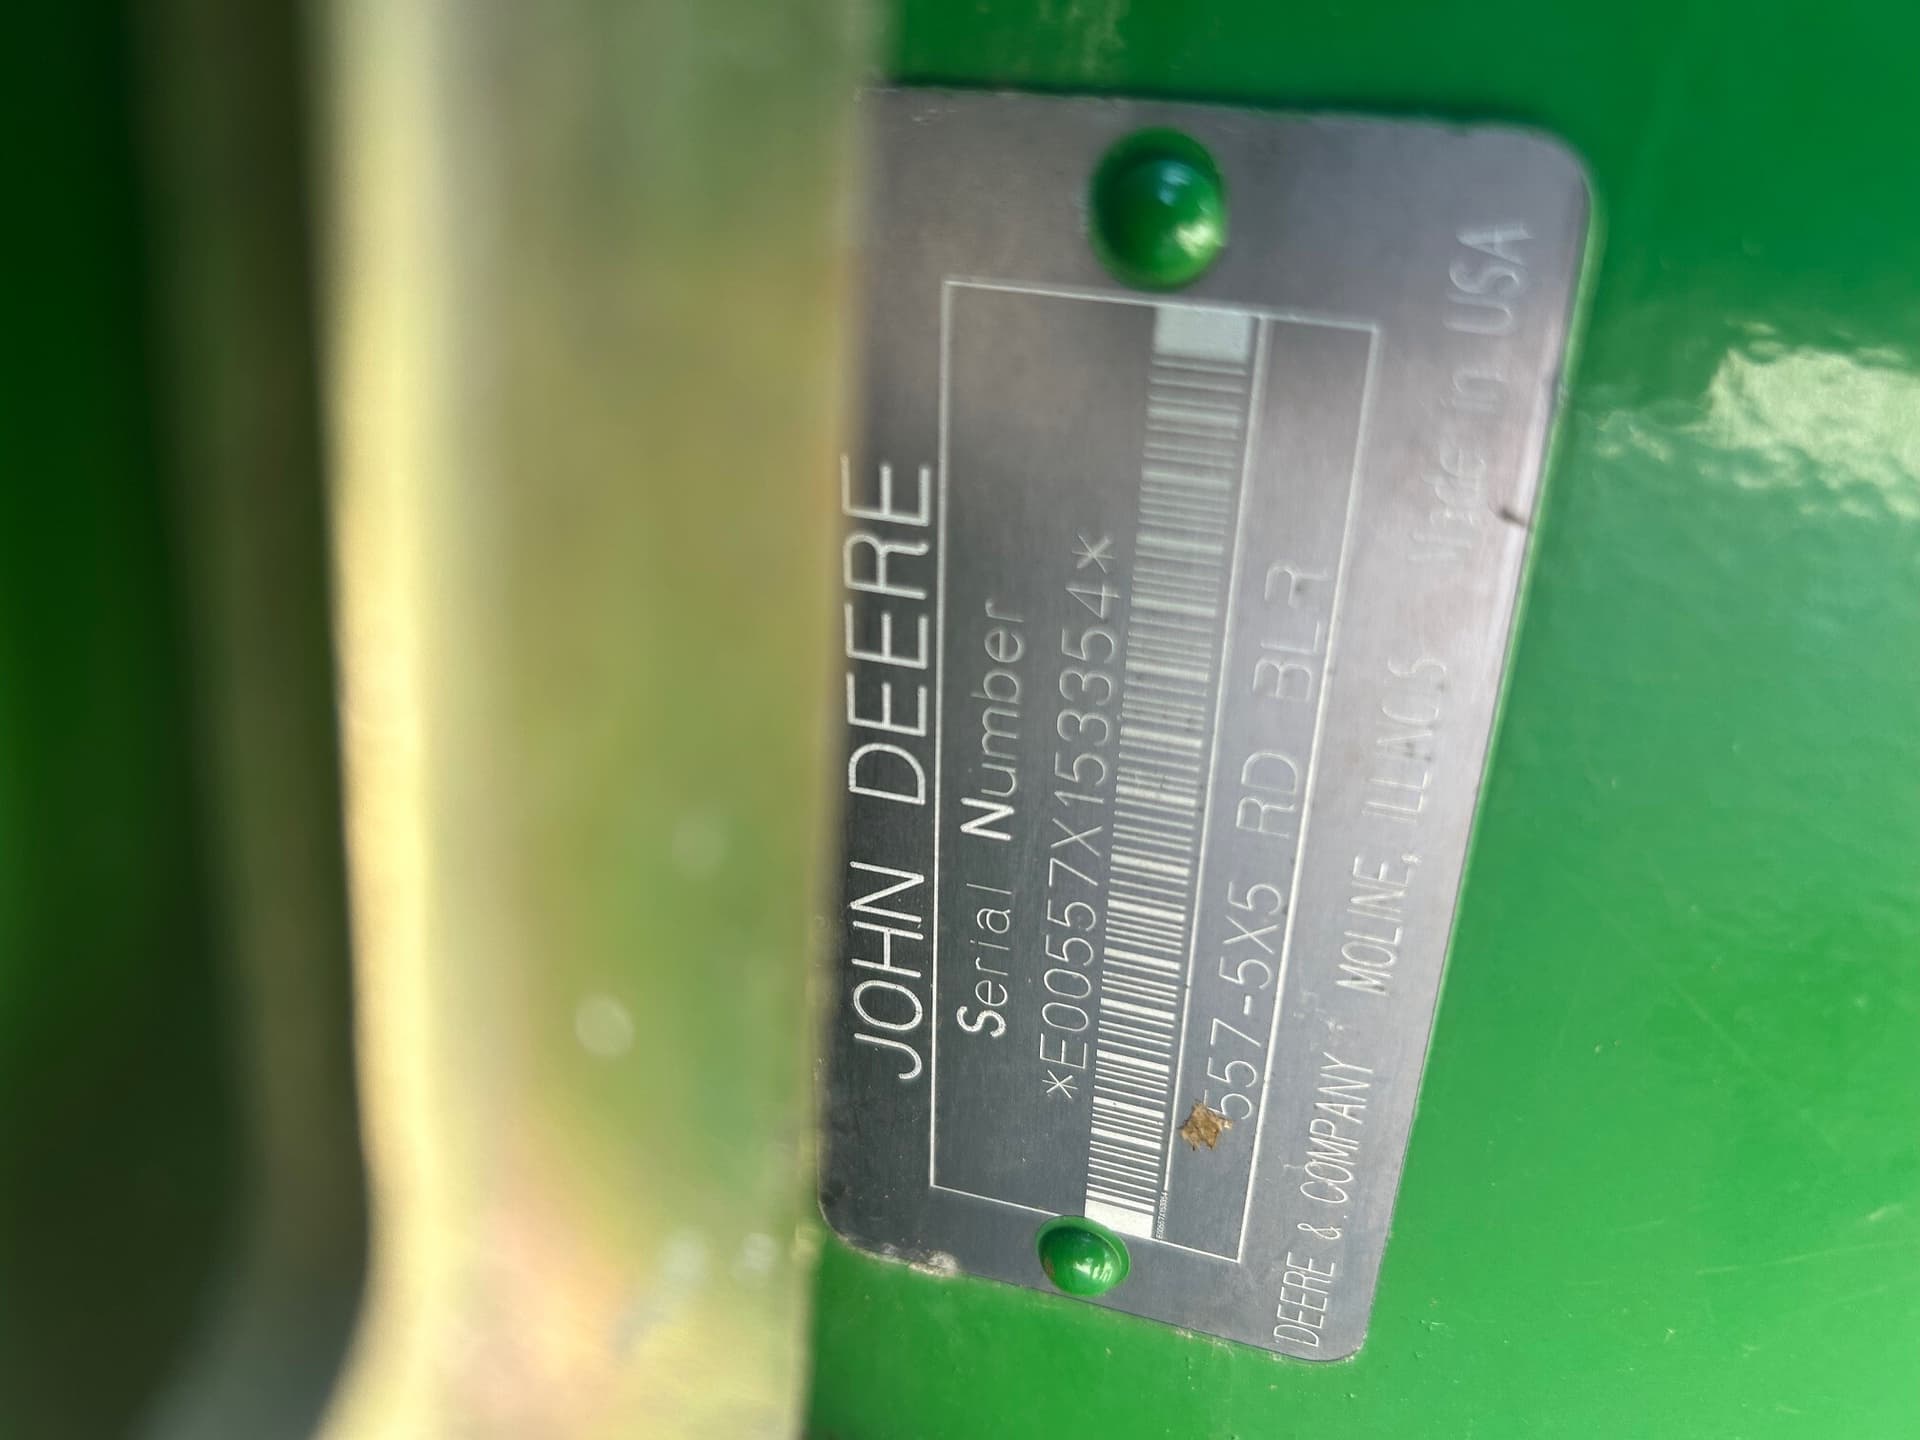 JOHN DEERE
Serial Number
*E00557X153354*
557-5X5 RD BLR
DEERE & COMPANY MOLINE, ILLINOIS Made in USA